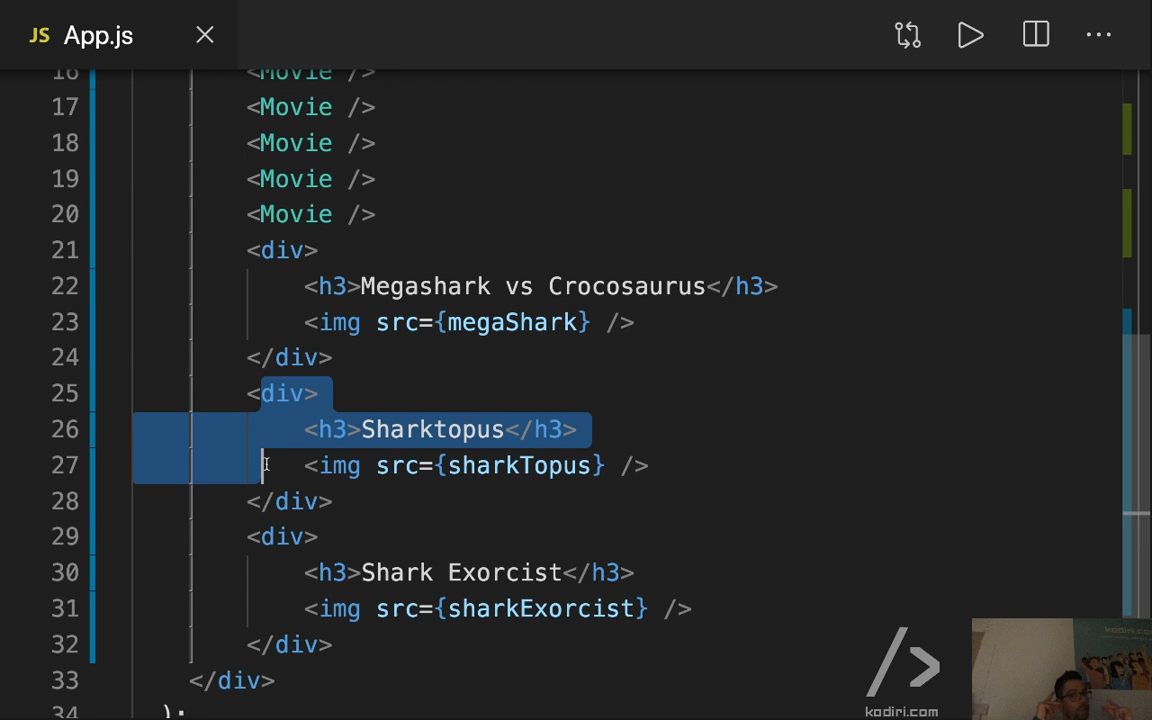 JS App.js
16 <Movie />
17 <Movie />
18 <Movie />
19 <Movie />
20 <Movie />
21 <div>
22 <h3>Megashark vs Crocosaurus</h3>
23 <img src={megaShark} />
24 </div>
25 <div>
26 <h3>Sharktopus</h3>
27 <img src={sharkTopus} />
28 </div>
29 <div>
30 <h3>Shark Exorcist</h3>
31 <img src={sharkExorcist} />
32 </div>
33 </div>
34 );
/>
kodiri.com
kodiri.co